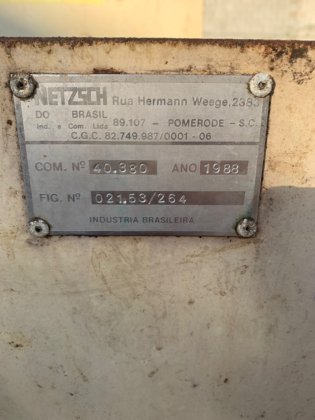 NETZSCH Rua Hermann Weege, 2383
DO BRASIL 89.107 - POMERODE - S.C.
Ind. e Com. Ltda C.G.C. 82.749.987/0001-06
COM. Nº 40.380 ANO 1988
FIG. Nº 021.53/264
INDÚSTRIA BRASILEIRA